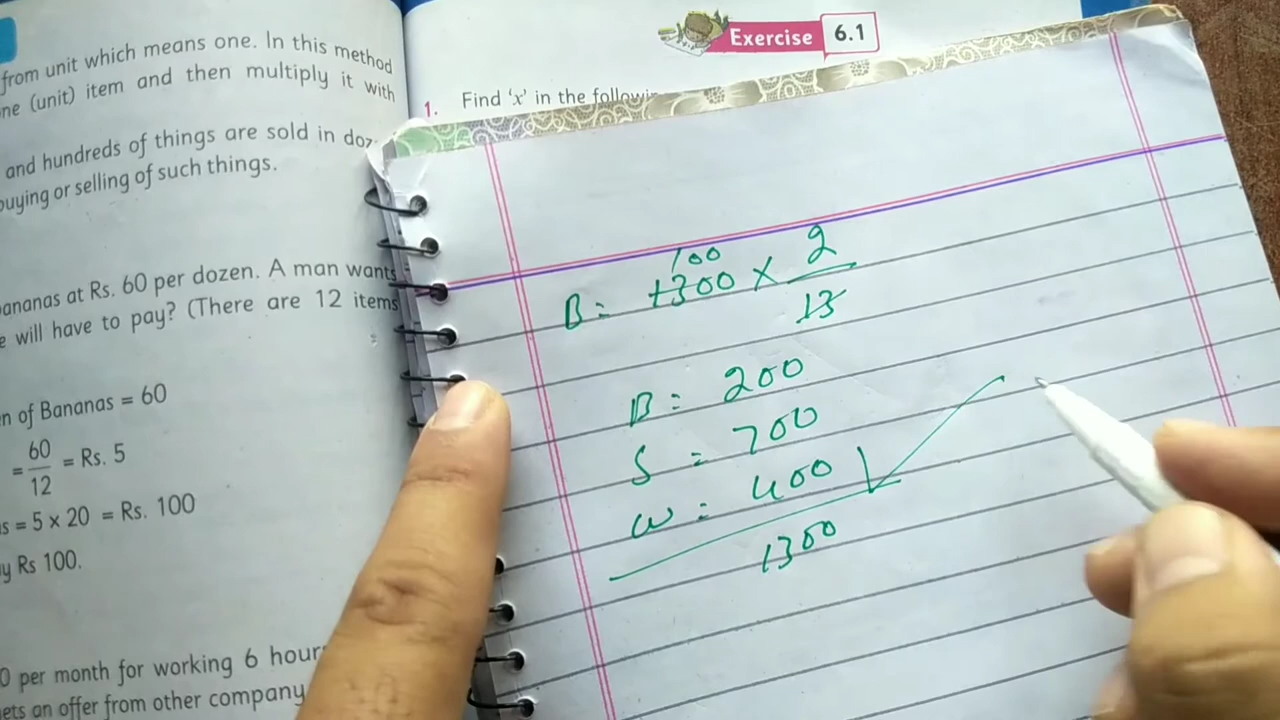 from unit which means one. In this method
ne (unit) item and then multiply it with
and hundreds of things are sold in doz
buying or selling of such things.
ananas at Rs. 60 per dozen. A man wants
e will have to pay? (There are 12 items
n of Bananas = 60
= 60/12 = Rs. 5
s = 5 x 20 = Rs. 100
y Rs 100.
0 per month for working 6 hour
ets an offer from other company
Exercise 6.1
1. Find 'x' in the followin
100
B = 1300 × 2/13
B = 200
S = 700
W = 400
1300